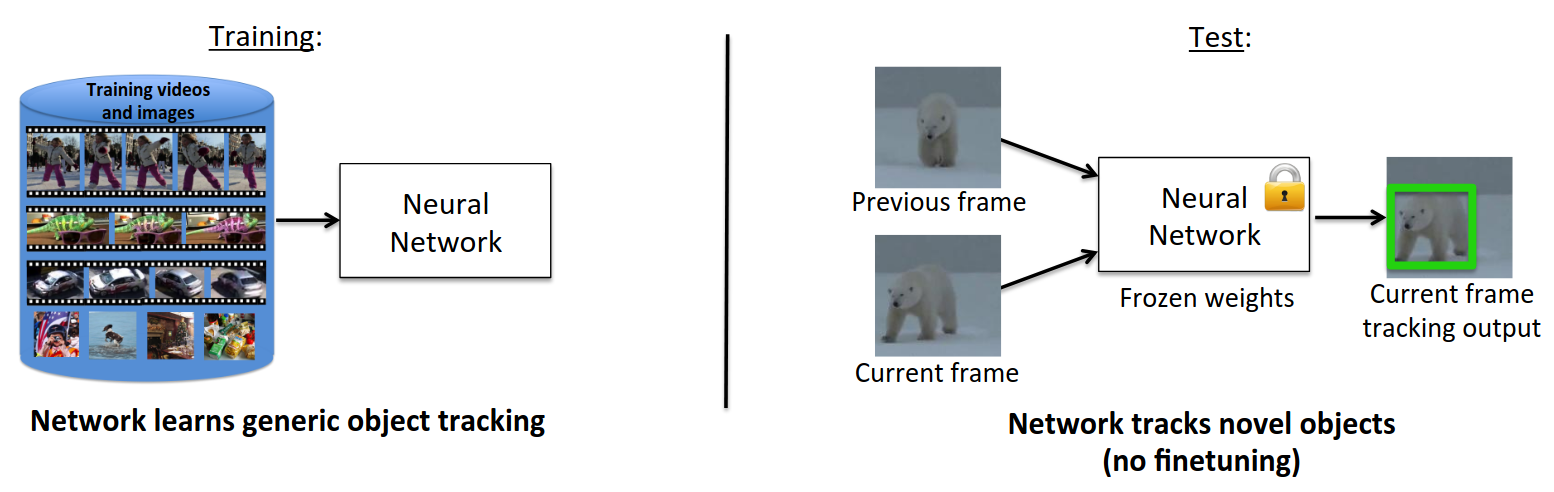 Training:
Training videos
and images
Neural
Network
Network learns generic object tracking
Test:
Previous frame
Current frame
Neural
Network
Frozen weights
Current frame
tracking output
Network tracks novel objects
(no finetuning)